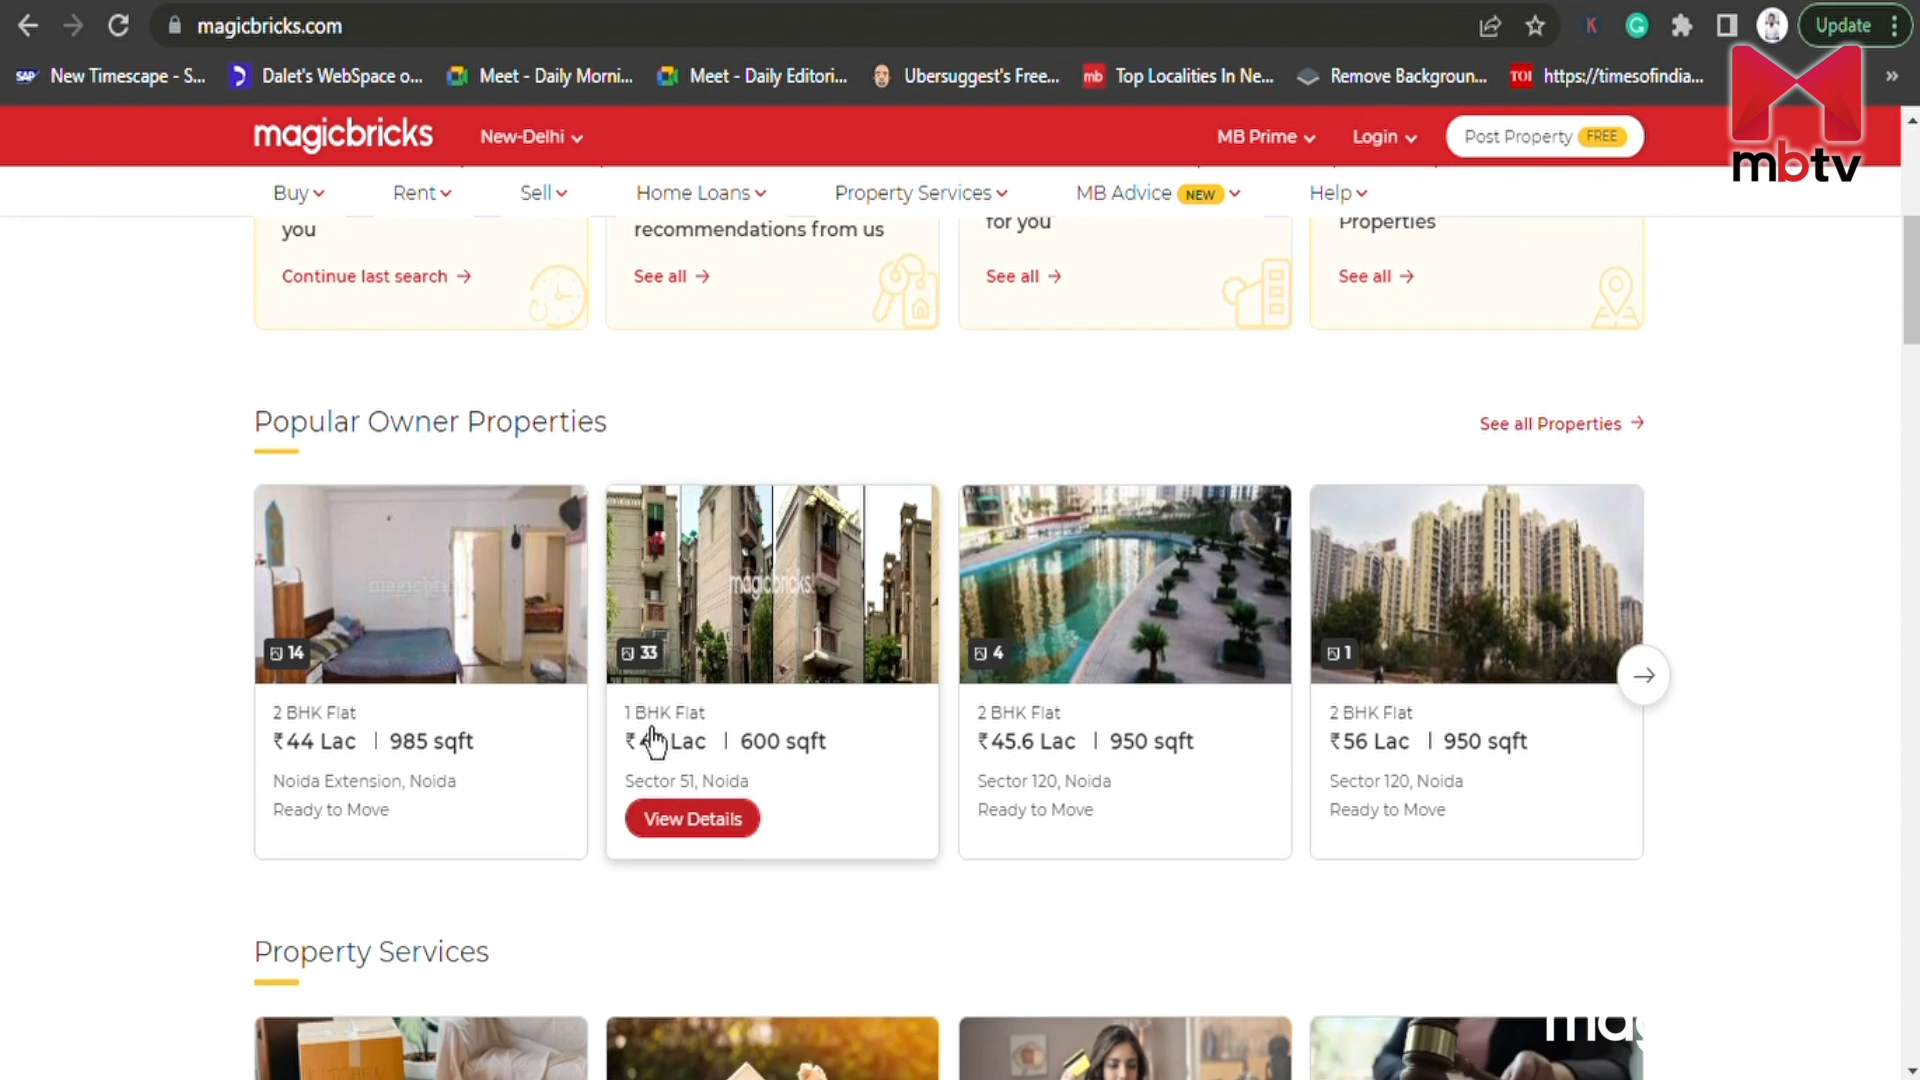 magicbricks.com
Update
New Timescape - S...
Dalet's WebSpace o...
Meet - Daily Morni...
Meet - Daily Editori...
Ubersuggest's Free...
mb Top Localities In Ne...
Remove Backgroun...
TOI https://timesofindia...
magicbricks
New-Delhi
MB Prime
Login
Post Property FREE
mbtv
Buy
Rent
Sell
Home Loans
Property Services
MB Advice NEW
Help
you
recommendations from us
for you
Properties
Continue last search
See all
See all
See all
Popular Owner Properties
See all Properties
magicbricks
14
33
4
1
2 BHK Flat
₹44 Lac | 985 sqft
Noida Extension, Noida
Ready to Move
1 BHK Flat
Lac | 600 sqft
Sector 51, Noida
View Details
2 BHK Flat
₹45.6 Lac | 950 sqft
Sector 120, Noida
Ready to Move
2 BHK Flat
₹56 Lac | 950 sqft
Sector 120, Noida
Ready to Move
Property Services